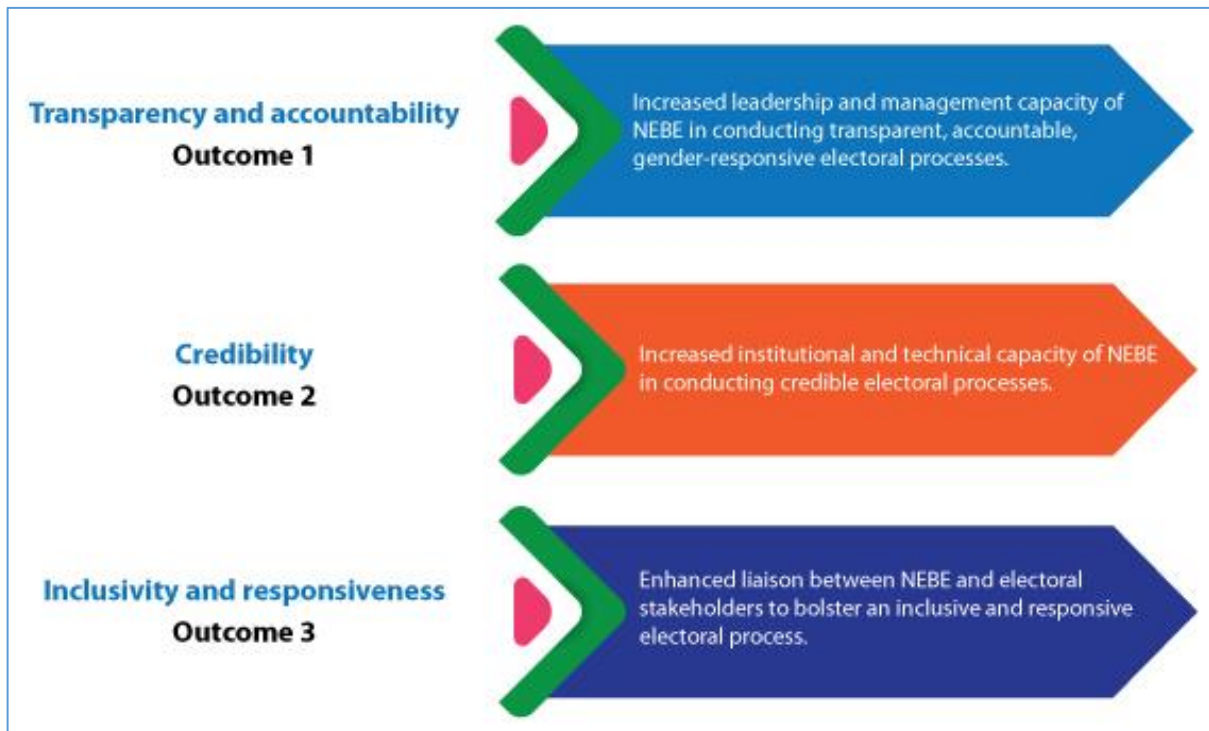 Transparency and accountability
Outcome 1
Increased leadership and management capacity of
NEBE in conducting transparent, accountable,
gender-responsive electoral processes.
Credibility
Outcome 2
Increased institutional and technical capacity of NEBE
in conducting credible electoral processes.
Inclusivity and responsiveness
Outcome 3
Enhanced liaison between NEBE and electoral
stakeholders to bolster an inclusive and responsive
electoral process.